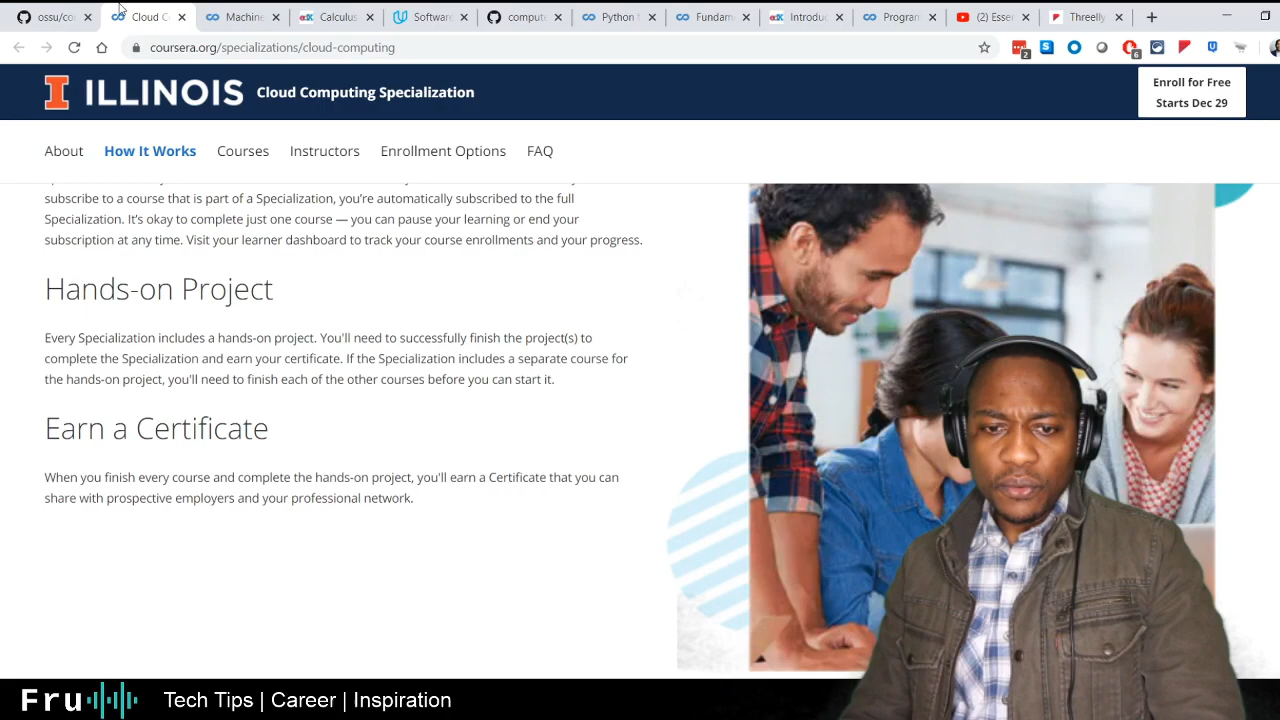 ossu/co
Cloud C
Machine
Calculus
Software
compute
Python f
Fundam
Introduc
Program
(2) Esse
Threelly
coursera.org/specializations/cloud-computing
2
6
ILLINOIS
Cloud Computing Specialization
Enroll for Free
Starts Dec 29
About
How It Works
Courses
Instructors
Enrollment Options
FAQ
subscribe to a course that is part of a Specialization, you're automatically subscribed to the full
Specialization. It's okay to complete just one course — you can pause your learning or end your
subscription at any time. Visit your learner dashboard to track your course enrollments and your progress.
Hands-on Project
Every Specialization includes a hands-on project. You'll need to successfully finish the project(s) to
complete the Specialization and earn your certificate. If the Specialization includes a separate course for
the hands-on project, you'll need to finish each of the other courses before you can start it.
Earn a Certificate
When you finish every course and complete the hands-on project, you'll earn a Certificate that you can
share with prospective employers and your professional network.
Fru
Tech Tips | Career | Inspiration